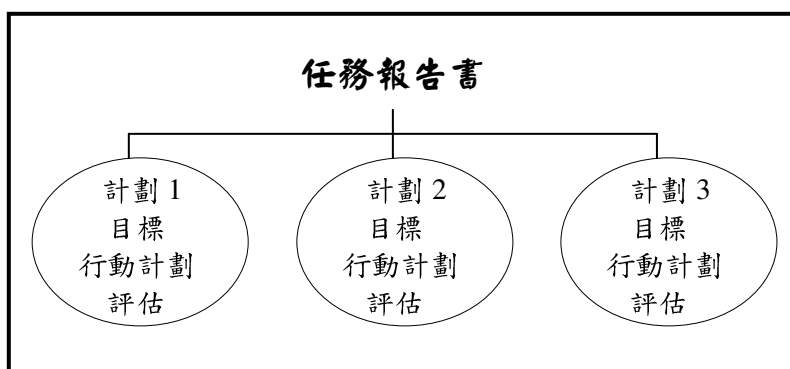 任務報告書
計劃 1
目標
行動計劃
評估
計劃 2
目標
行動計劃
評估
計劃 3
目標
行動計劃
評估